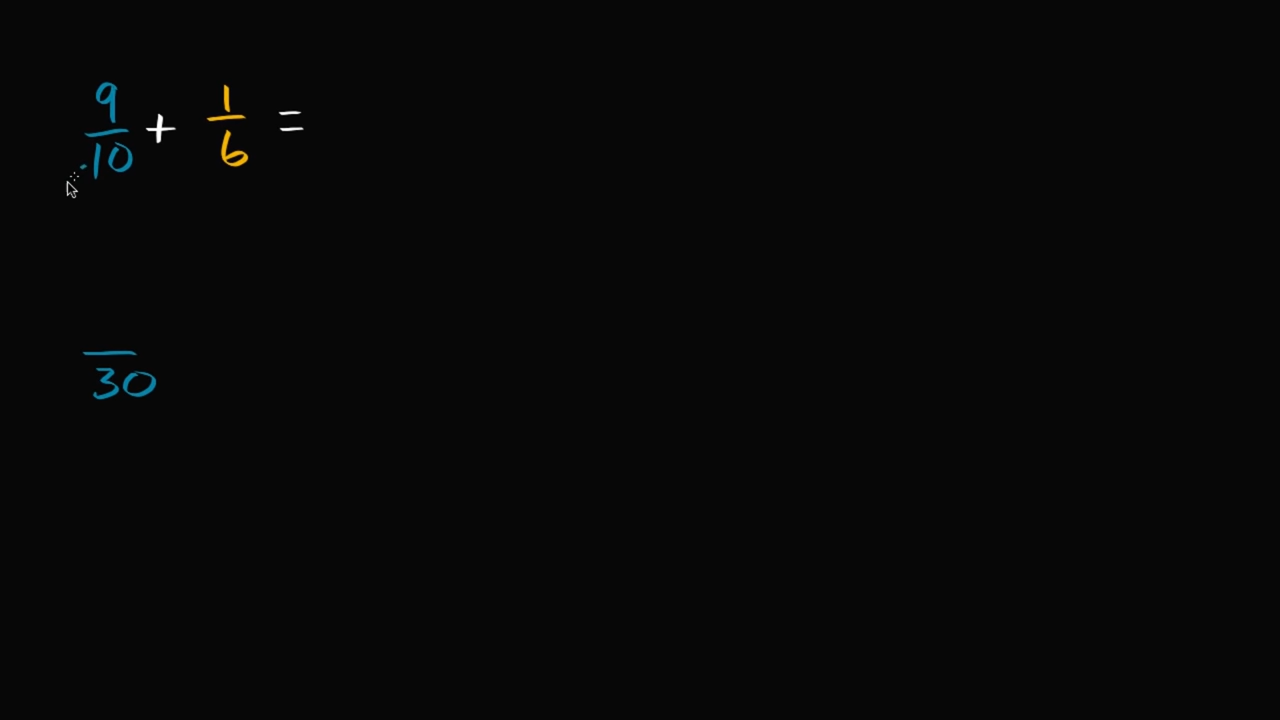 9/10 + 1/6 =
/30